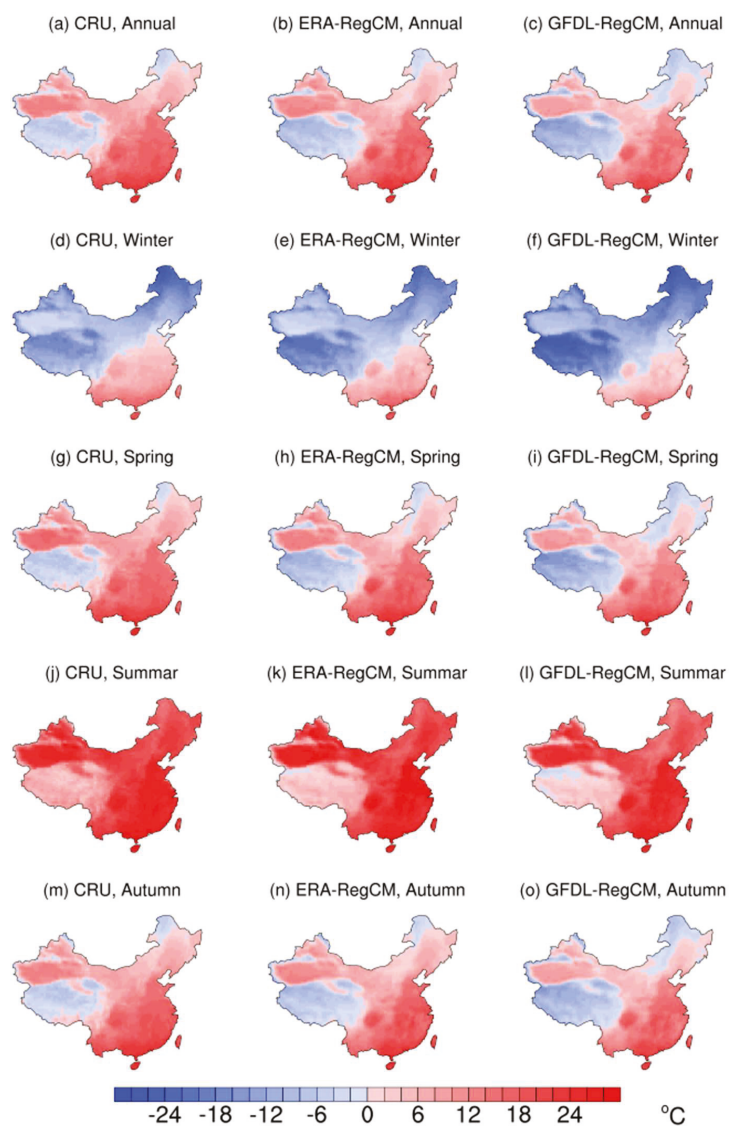 (a) CRU, Annual
(b) ERA-RegCM, Annual
(c) GFDL-RegCM, Annual
(d) CRU, Winter
(e) ERA-RegCM, Winter
(f) GFDL-RegCM, Winter
(g) CRU, Spring
(h) ERA-RegCM, Spring
(i) GFDL-RegCM, Spring
(j) CRU, Summar
(k) ERA-RegCM, Summar
(l) GFDL-RegCM, Summar
(m) CRU, Autumn
(n) ERA-RegCM, Autumn
(o) GFDL-RegCM, Autumn
-24 -18 -12 -6 0 6 12 18 24 °C